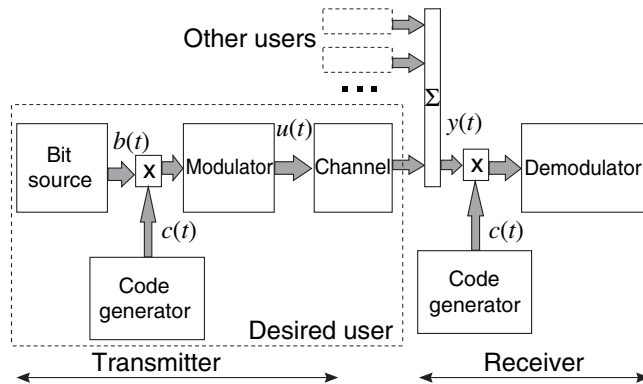 Other users
...
Σ
Bit
source
b(t)
x
Modulator
u(t)
Channel
y(t)
x
Demodulator
c(t)
c(t)
Code
generator
Code
generator
Desired user
Transmitter
Receiver